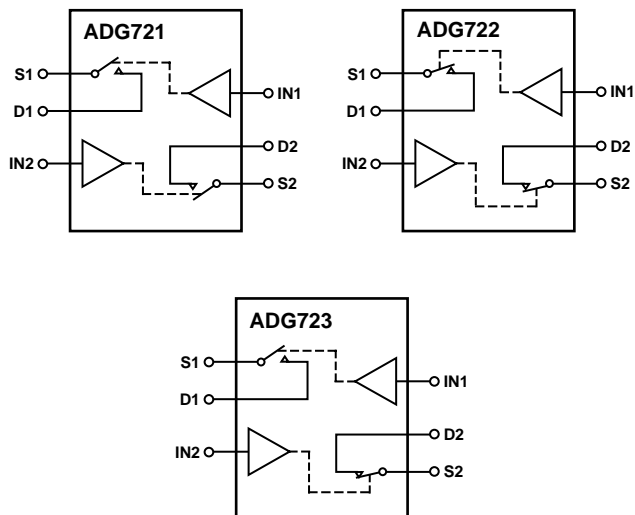 ADG721
S1
D1
IN2
IN1
D2
S2
ADG722
S1
D1
IN2
IN1
D2
S2
ADG723
S1
D1
IN2
IN1
D2
S2